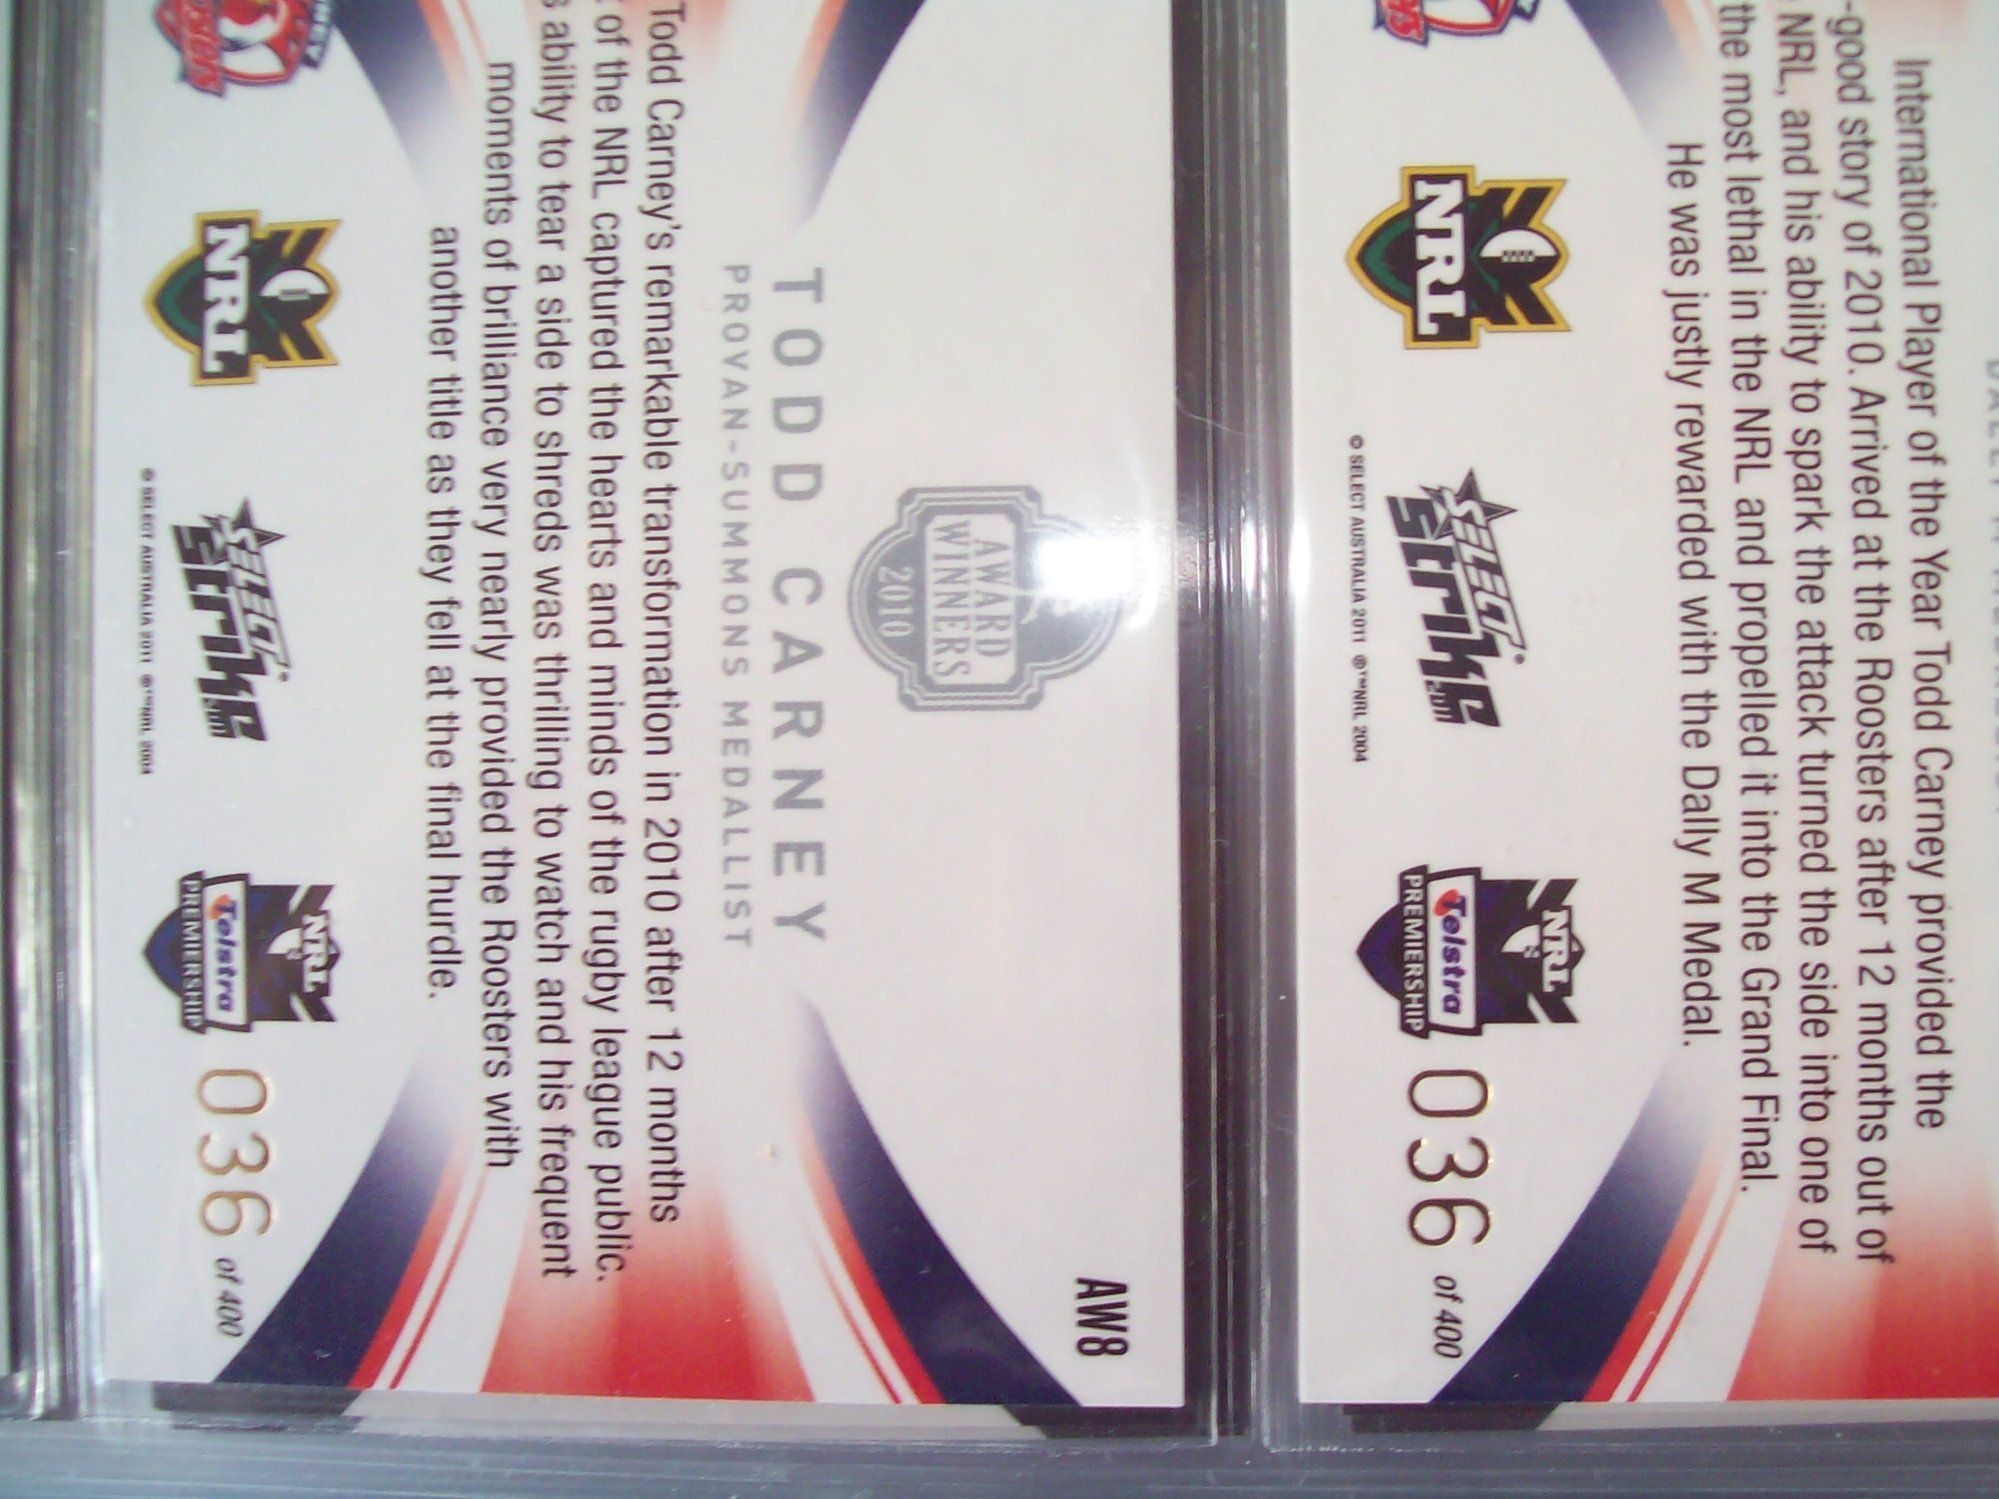 International Player of the Year Todd Carney provided the
-good story of 2010. Arrived at the Roosters after 12 months out of
NRL, and his ability to spark the attack turned the side into one of
the most lethal in the NRL and propelled it into the Grand Final.
He was justly rewarded with the Dally M Medal.
NRL
SELECT
Strike
2011
NRL
Telstra
PREMIERSHIP
036 of 400
© SELECT AUSTRALIA 2011 ®™NRL 2004
AW8
AWARD
WINNERS
2010
TODD CARNEY
PROVAN-SUMMONS MEDALLIST
Todd Carney's remarkable transformation in 2010 after 12 months
of the NRL captured the hearts and minds of the rugby league public.
ability to tear a side to shreds was thrilling to watch and his frequent
moments of brilliance very nearly provided the Roosters with
another title as they fell at the final hurdle.
NRL
SELECT
Strike
2011
NRL
Telstra
PREMIERSHIP
036 of 400
© SELECT AUSTRALIA 2011 ®™NRL 2004